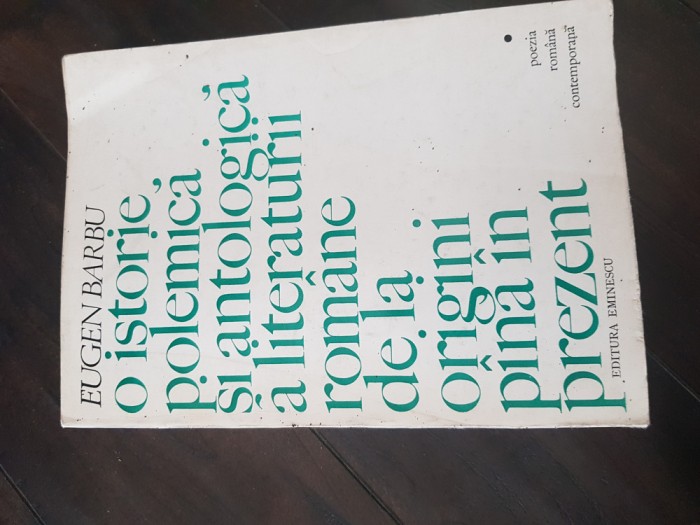 EUGEN BARBU
o istorie
polemică
și antologică
a literaturii
române
de la
origini
pînă în
prezent
EDITURA EMINESCU
poezia
română
contemporană